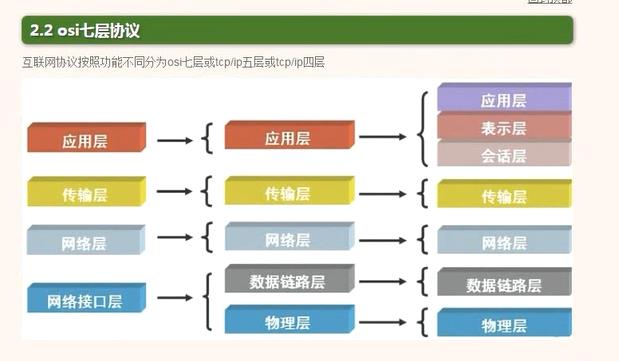 2.2 osi七层协议
互联网协议按照功能不同分为osi七层或tcp/ip五层或tcp/ip四层
应用层
传输层
网络层
网络接口层
应用层
传输层
网络层
数据链路层
物理层
应用层
表示层
会话层
传输层
网络层
数据链路层
物理层